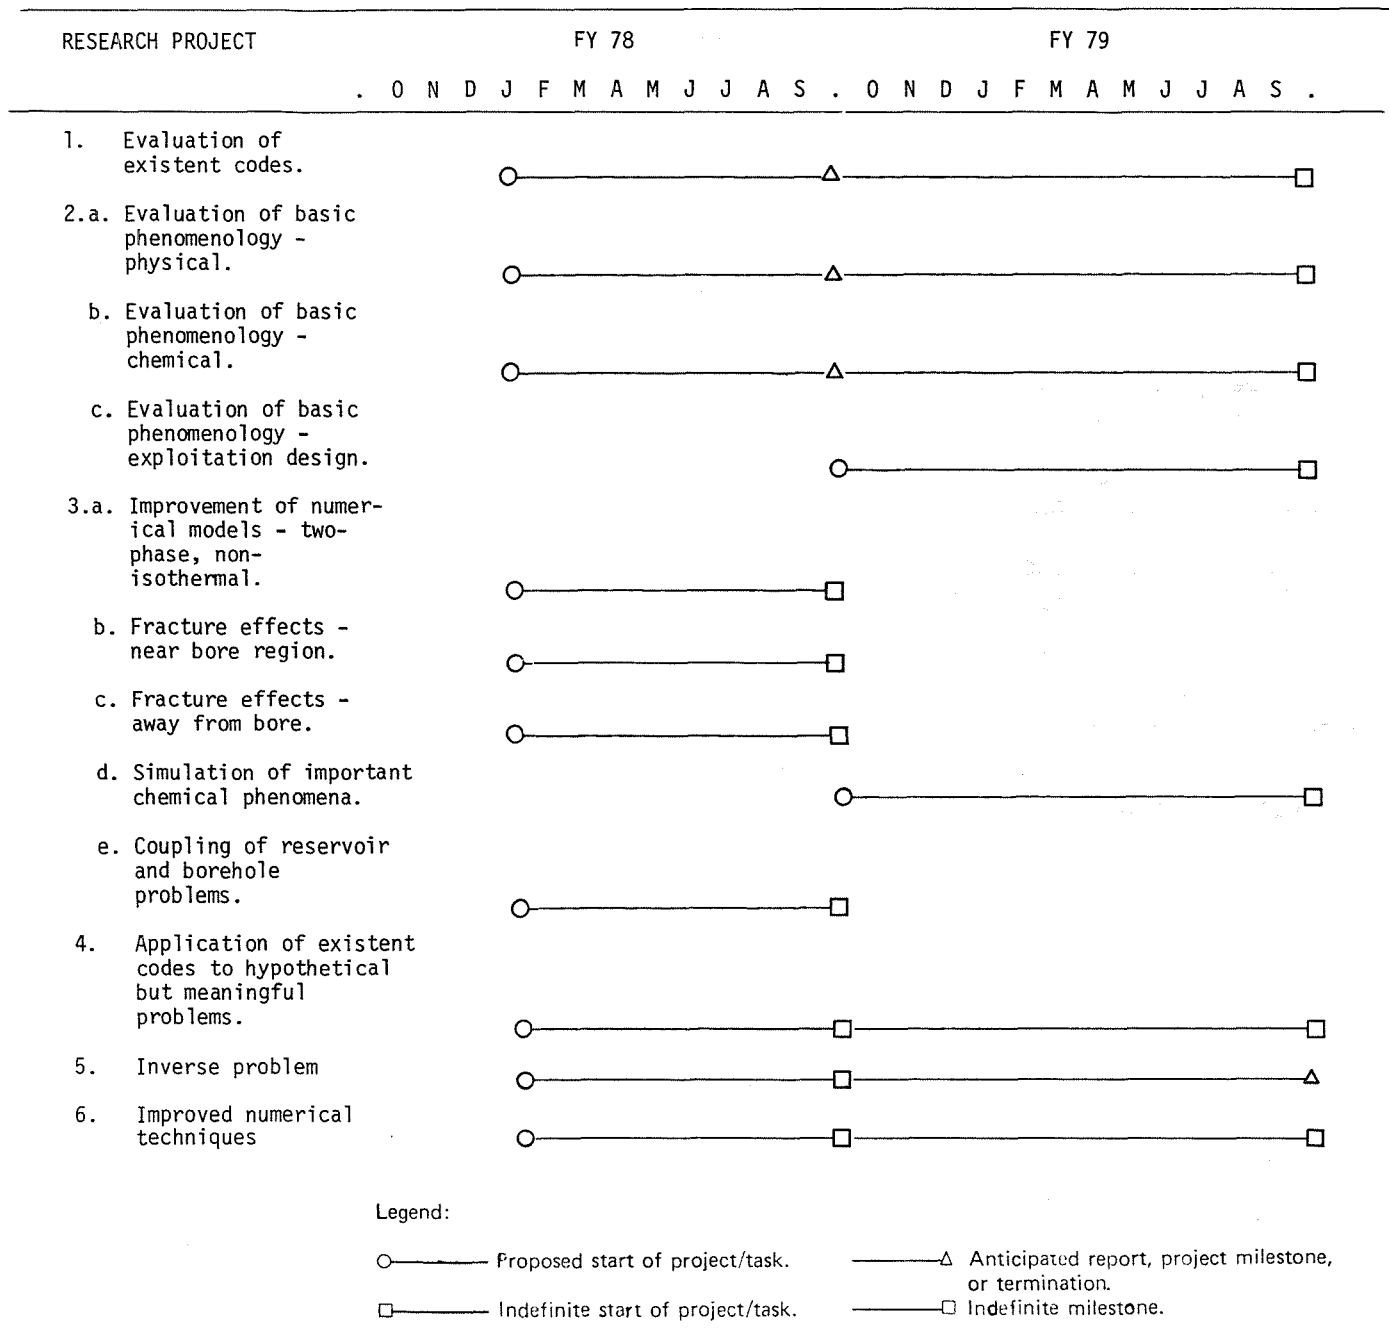 RESEARCH PROJECT FY 78 FY 79
. O N D J F M A M J J A S . O N D J F M A M J J A S .
1. Evaluation of
existent codes.
2.a. Evaluation of basic
phenomenology -
physical.
b. Evaluation of basic
phenomenology -
chemical.
c. Evaluation of basic
phenomenology -
exploitation design.
3.a. Improvement of numer-
ical models - two-
phase, non-
isothermal.
b. Fracture effects -
near bore region.
c. Fracture effects -
away from bore.
d. Simulation of important
chemical phenomena.
e. Coupling of reservoir
and borehole
problems.
4. Application of existent
codes to hypothetical
but meaningful
problems.
5. Inverse problem
6. Improved numerical
techniques
Legend:
Proposed start of project/task.
Anticipated report, project milestone,
or termination.
Indefinite start of project/task.
Indefinite milestone.